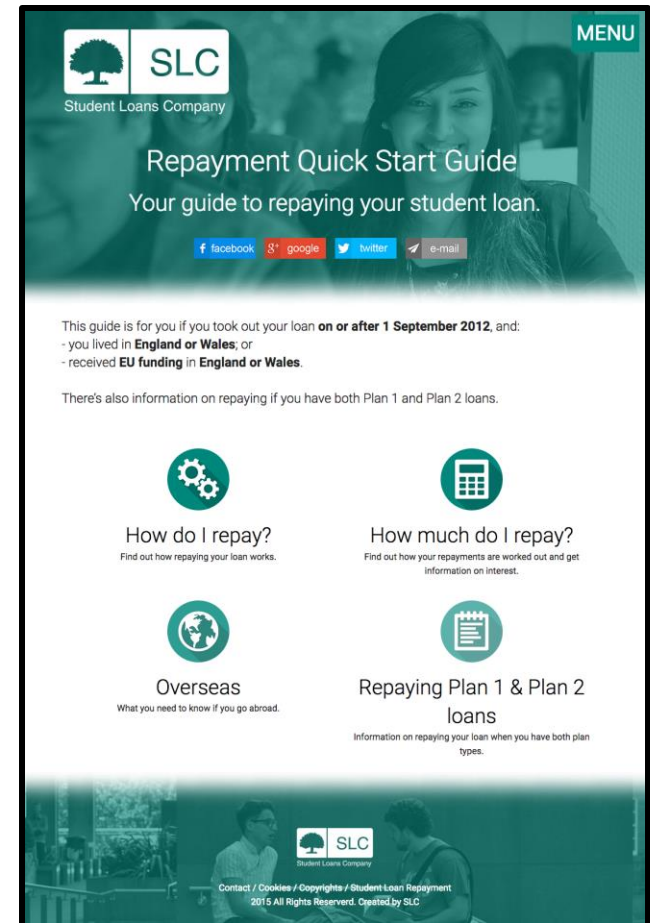 MENU
SLC
Student Loans Company
Repayment Quick Start Guide
Your guide to repaying your student loan.
f facebook
g+ google
twitter
e-mail
This guide is for you if you took out your loan on or after 1 September 2012, and:
- you lived in England or Wales; or
- received EU funding in England or Wales.
There's also information on repaying if you have both Plan 1 and Plan 2 loans.
How do I repay?
Find out how repaying your loan works.
How much do I repay?
Find out how your repayments are worked out and get
information on interest.
Overseas
What you need to know if you go abroad.
Repaying Plan 1 & Plan 2
loans
Information on repaying your loan when you have both plan
types.
SLC
Student Loans Company
Contact / Cookies / Copyrights / Student Loan Repayment
2015 All Rights Reserverd. Created by SLC